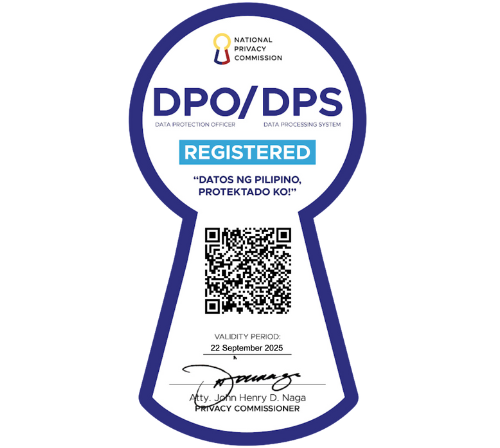 NATIONAL
PRIVACY
COMMISSION
DPO/DPS
DATA PROTECTION OFFICER DATA PROCESSING SYSTEM
REGISTERED
“DATOS NG PILIPINO,
PROTEKTADO KO!”
VALIDITY PERIOD:
22 September 2025
Atty. John Henry D. Naga
PRIVACY COMMISSIONER